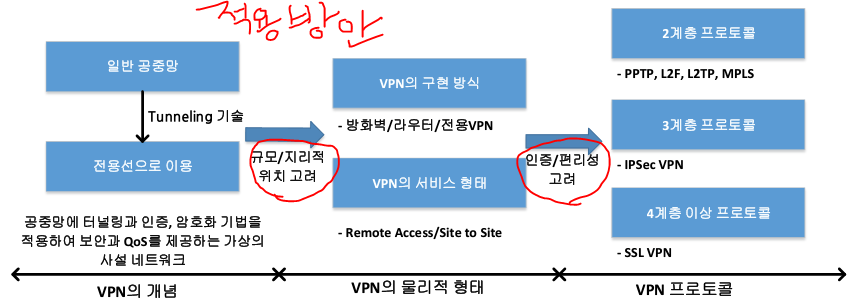 적용방안
일반 공중망
Tunneling 기술
전용선으로 이용
공중망에 터널링과 인증, 암호화 기법을
적용하여 보안과 QoS를 제공하는 가상의
사설 네트워크
VPN의 개념
규모/지리적
위치 고려
VPN의 구현 방식
- 방화벽/라우터/전용VPN
VPN의 서비스 형태
- Remote Access/Site to Site
VPN의 물리적 형태
인증/편리성
고려
2계층 프로토콜
- PPTP, L2F, L2TP, MPLS
3계층 프로토콜
- IPSec VPN
4계층 이상 프로토콜
- SSL VPN
VPN 프로토콜